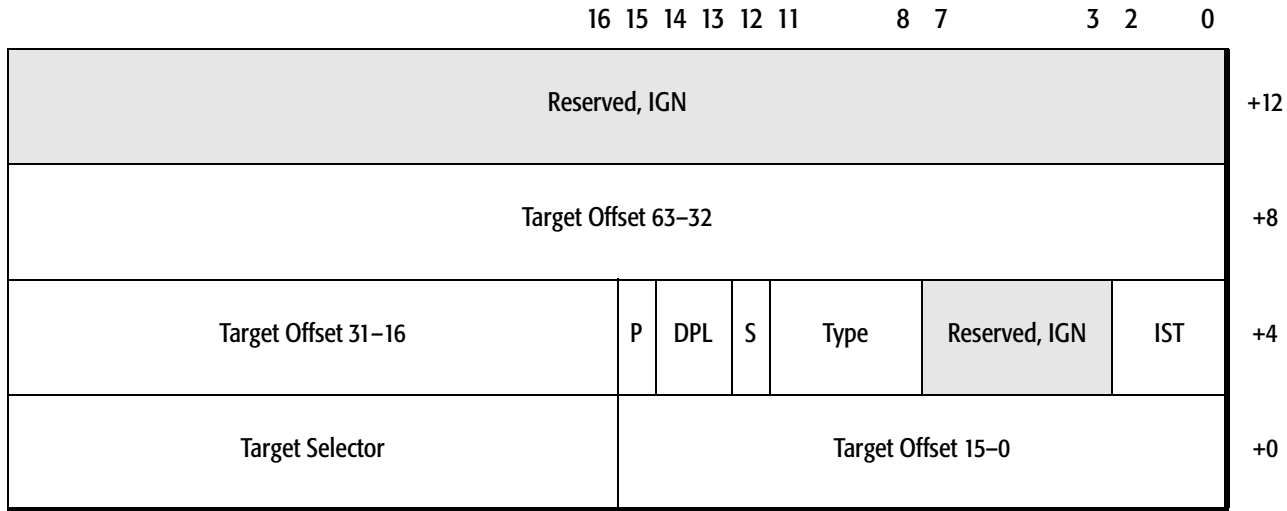 16 15 14 13 12 11 8 7 3 2 0
Reserved, IGN +12
Target Offset 63–32 +8
Target Offset 31–16 P DPL S Type Reserved, IGN IST +4
Target Selector Target Offset 15–0 +0